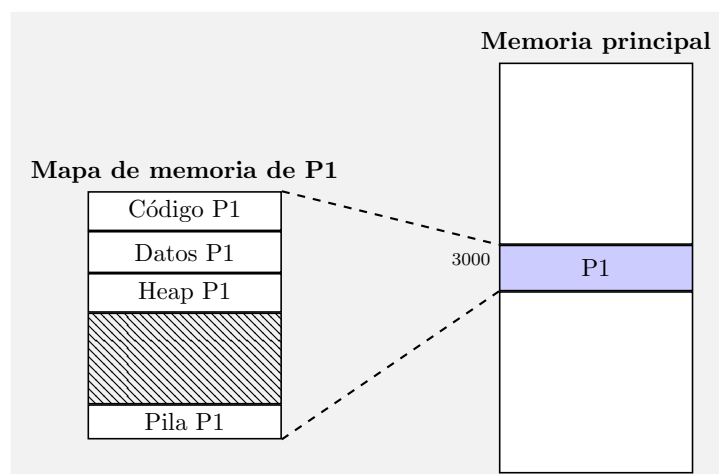 Memoria principal
Mapa de memoria de P1
Código P1
Datos P1
Heap P1
Pila P1
3000
P1